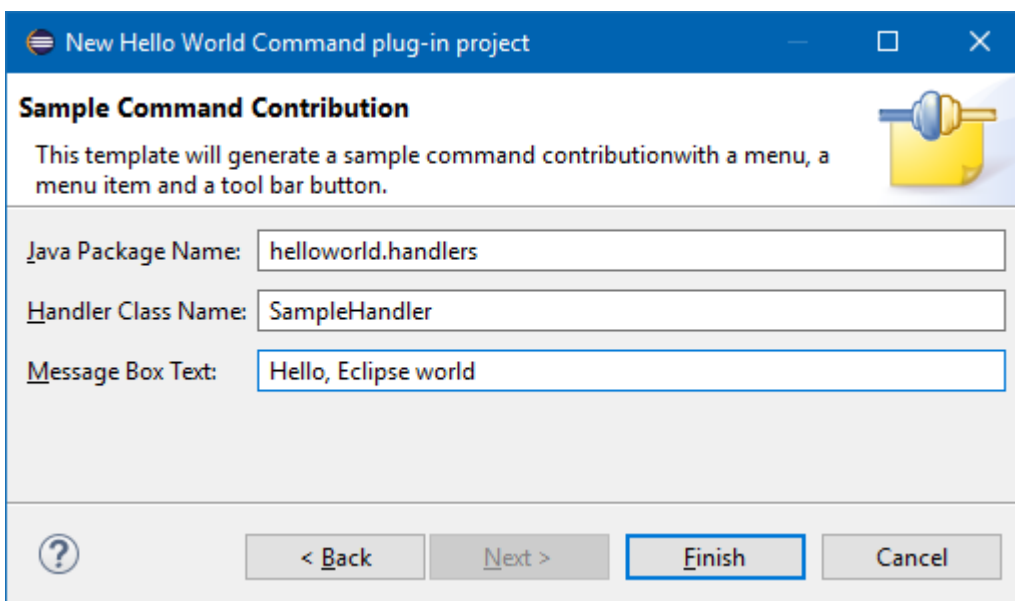 New Hello World Command plug-in project
Sample Command Contribution
This template will generate a sample command contributionwith a menu, a
menu item and a tool bar button.
Java Package Name: helloworld.handlers
Handler Class Name: SampleHandler
Message Box Text: Hello, Eclipse world
? < Back Next > Finish Cancel